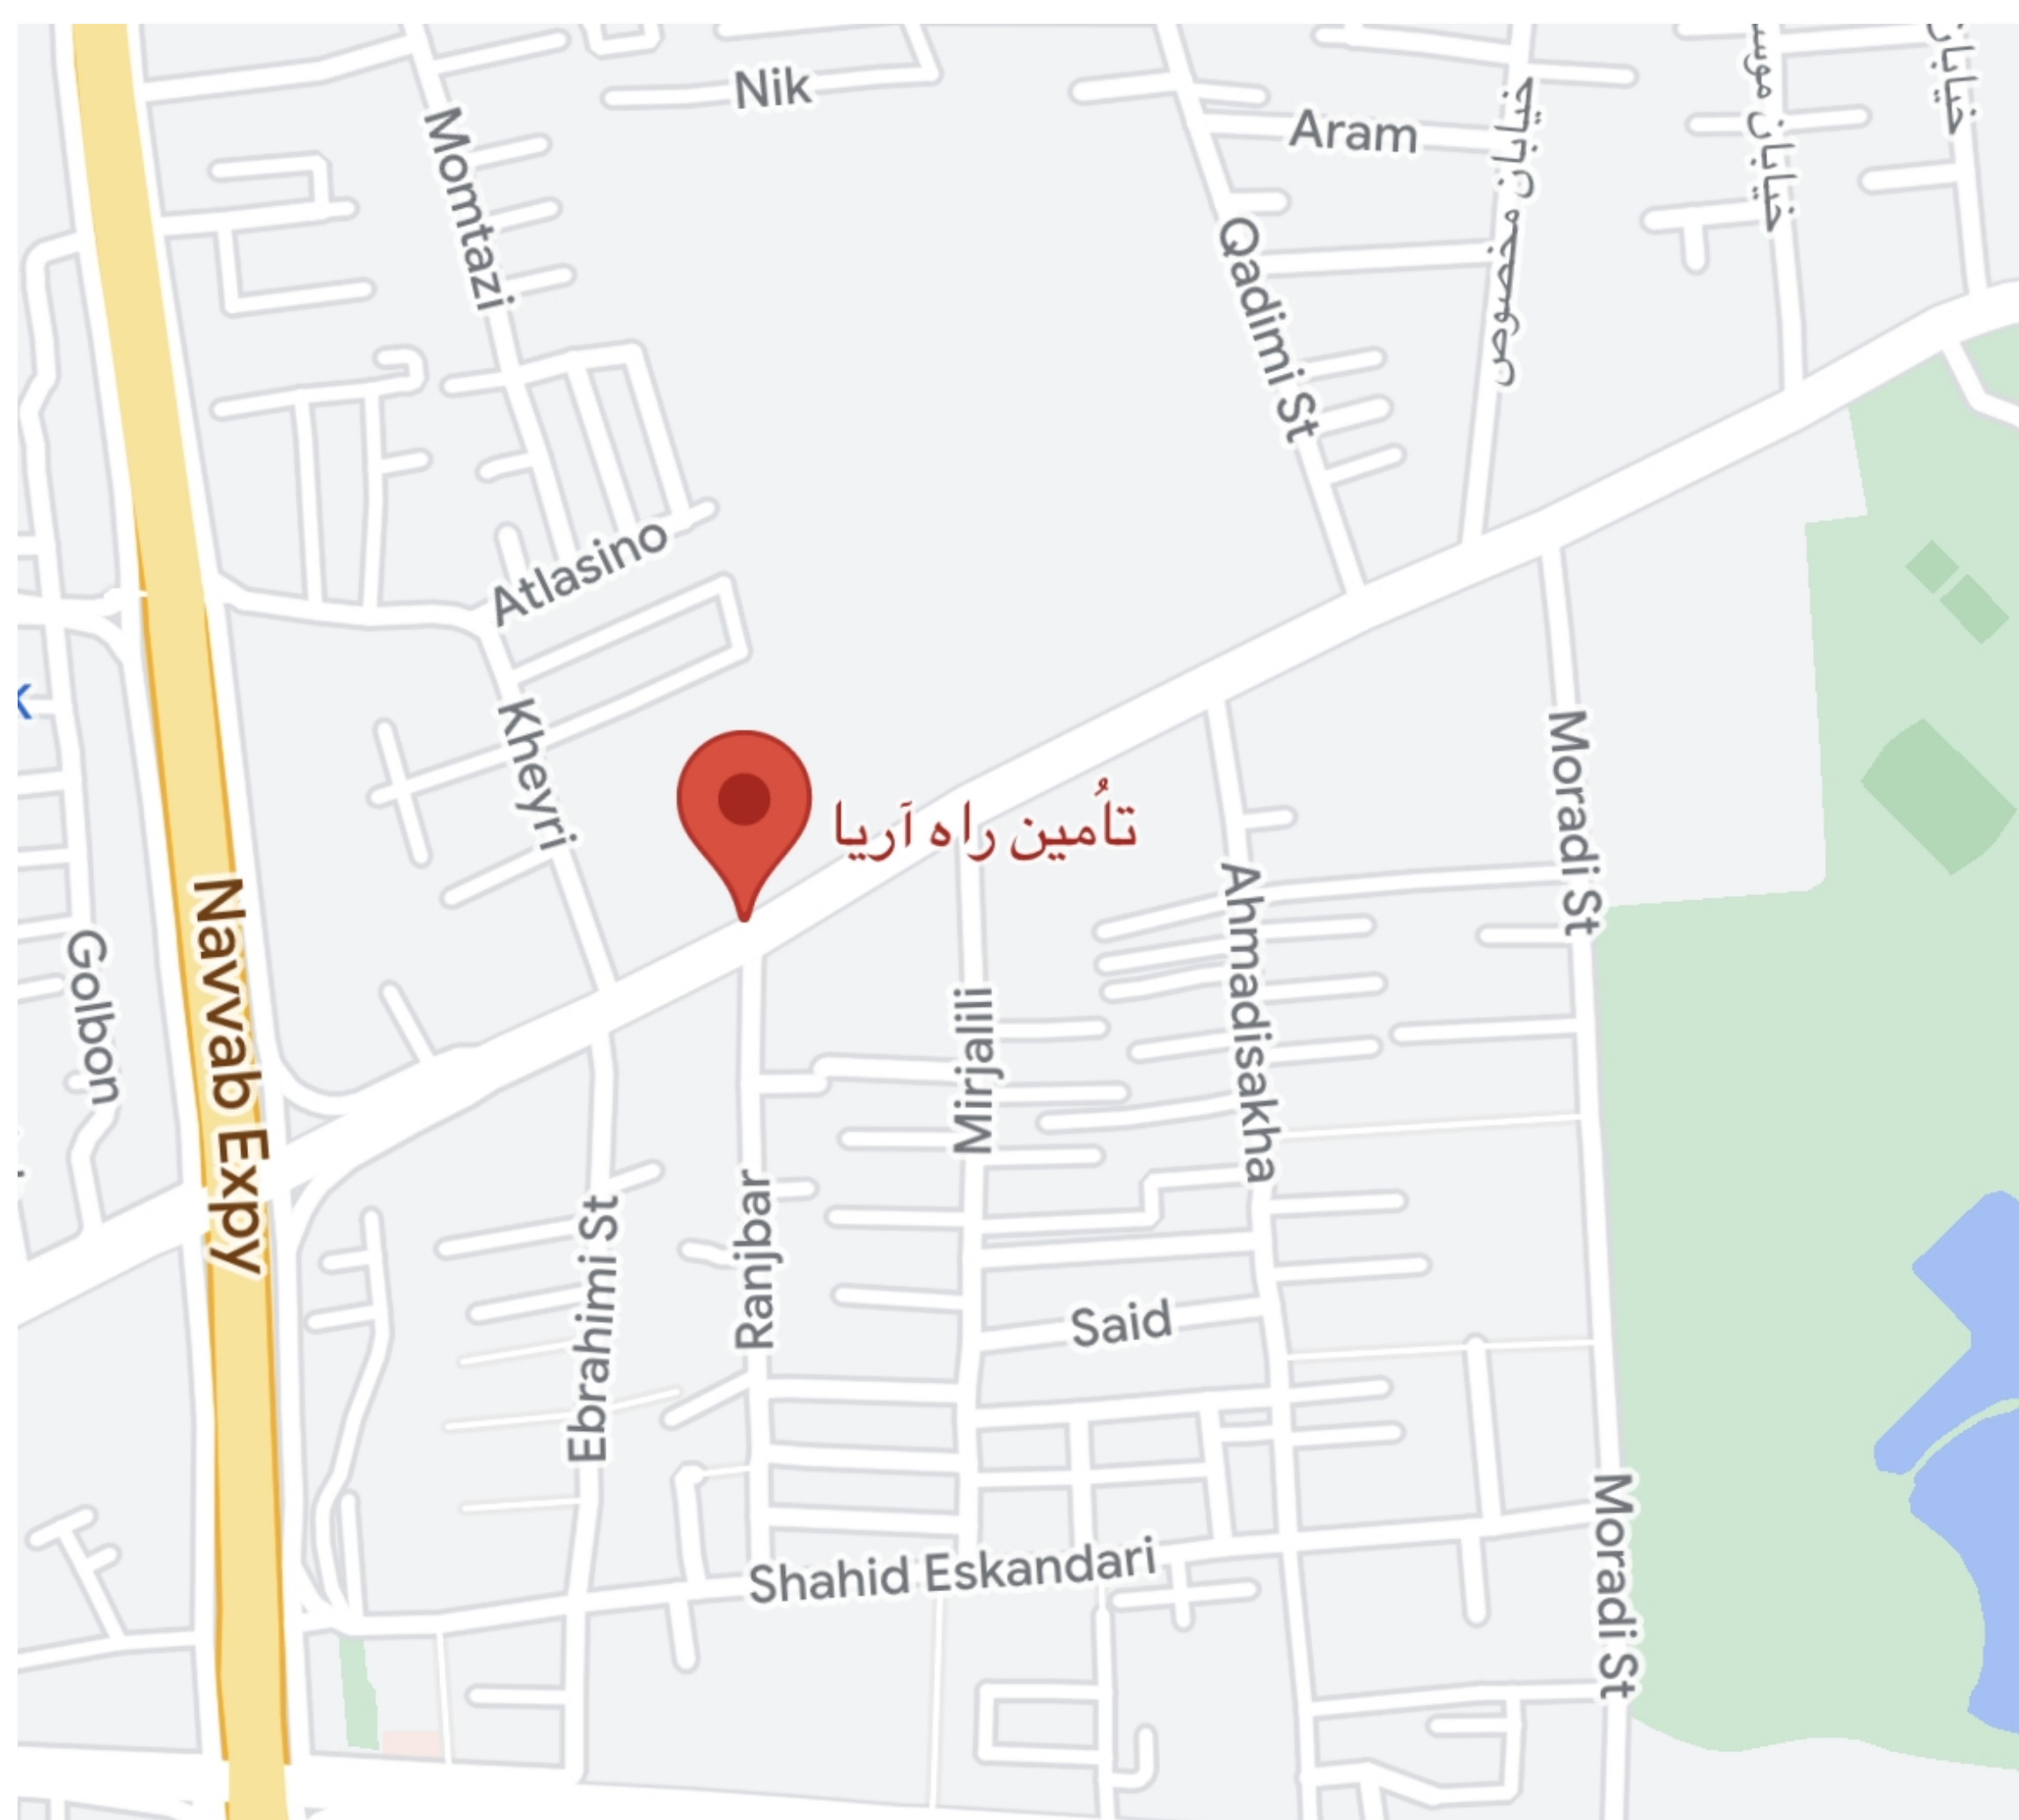 Nik
Aram
Momtazi
Qadimi St
خیابان
Atlasino
Kheyri
تأمین راه آریا
Moradi St
Ahmadisakha
Navvab Expy
Golbon
Mirjalili
Ranjbar
Ebrahimi St
Said
Shahid Eskandari
Moradi St